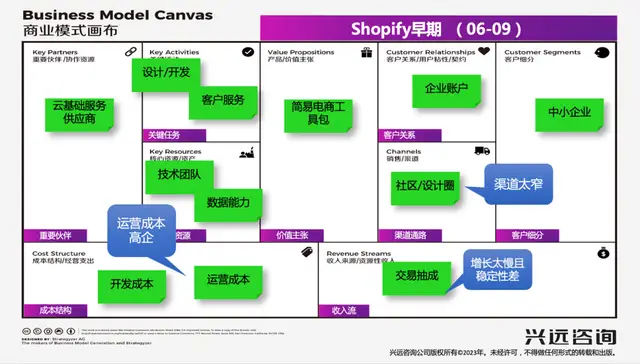 Business Model Canvas
商业模式画布
Shopify早期 （06-09）
Key Partners
重要伙伴/协作资源
云基础服务
供应商
重要伙伴
Key Activities
设计/开发
客户服务
关键任务
Key Resources
核心资源/资产
技术团队
数据能力
资源
Value Propositions
产品/价值主张
简易电商工
具包
价值主张
Customer Relationships
客户关系/用户粘性/契约
企业账户
客户关系
Channels
销售/渠道
社区/设计圈
渠道太窄
渠道通路
Customer Segments
客户细分
中小企业
客户细分
运营成本
高企
Cost Structure
成本结构/经营支出
开发成本
运营成本
成本结构
Revenue Streams
收入来源/资源性收入
交易抽成
增长太慢且
稳定性差
收入流
DESIGNED BY: Strategyzer AG
The makers of Business Model Generation and Strategyzer
兴远咨询
兴远咨询公司版权所有©2023年。未经许可，不得做任何形式的转载和出版。